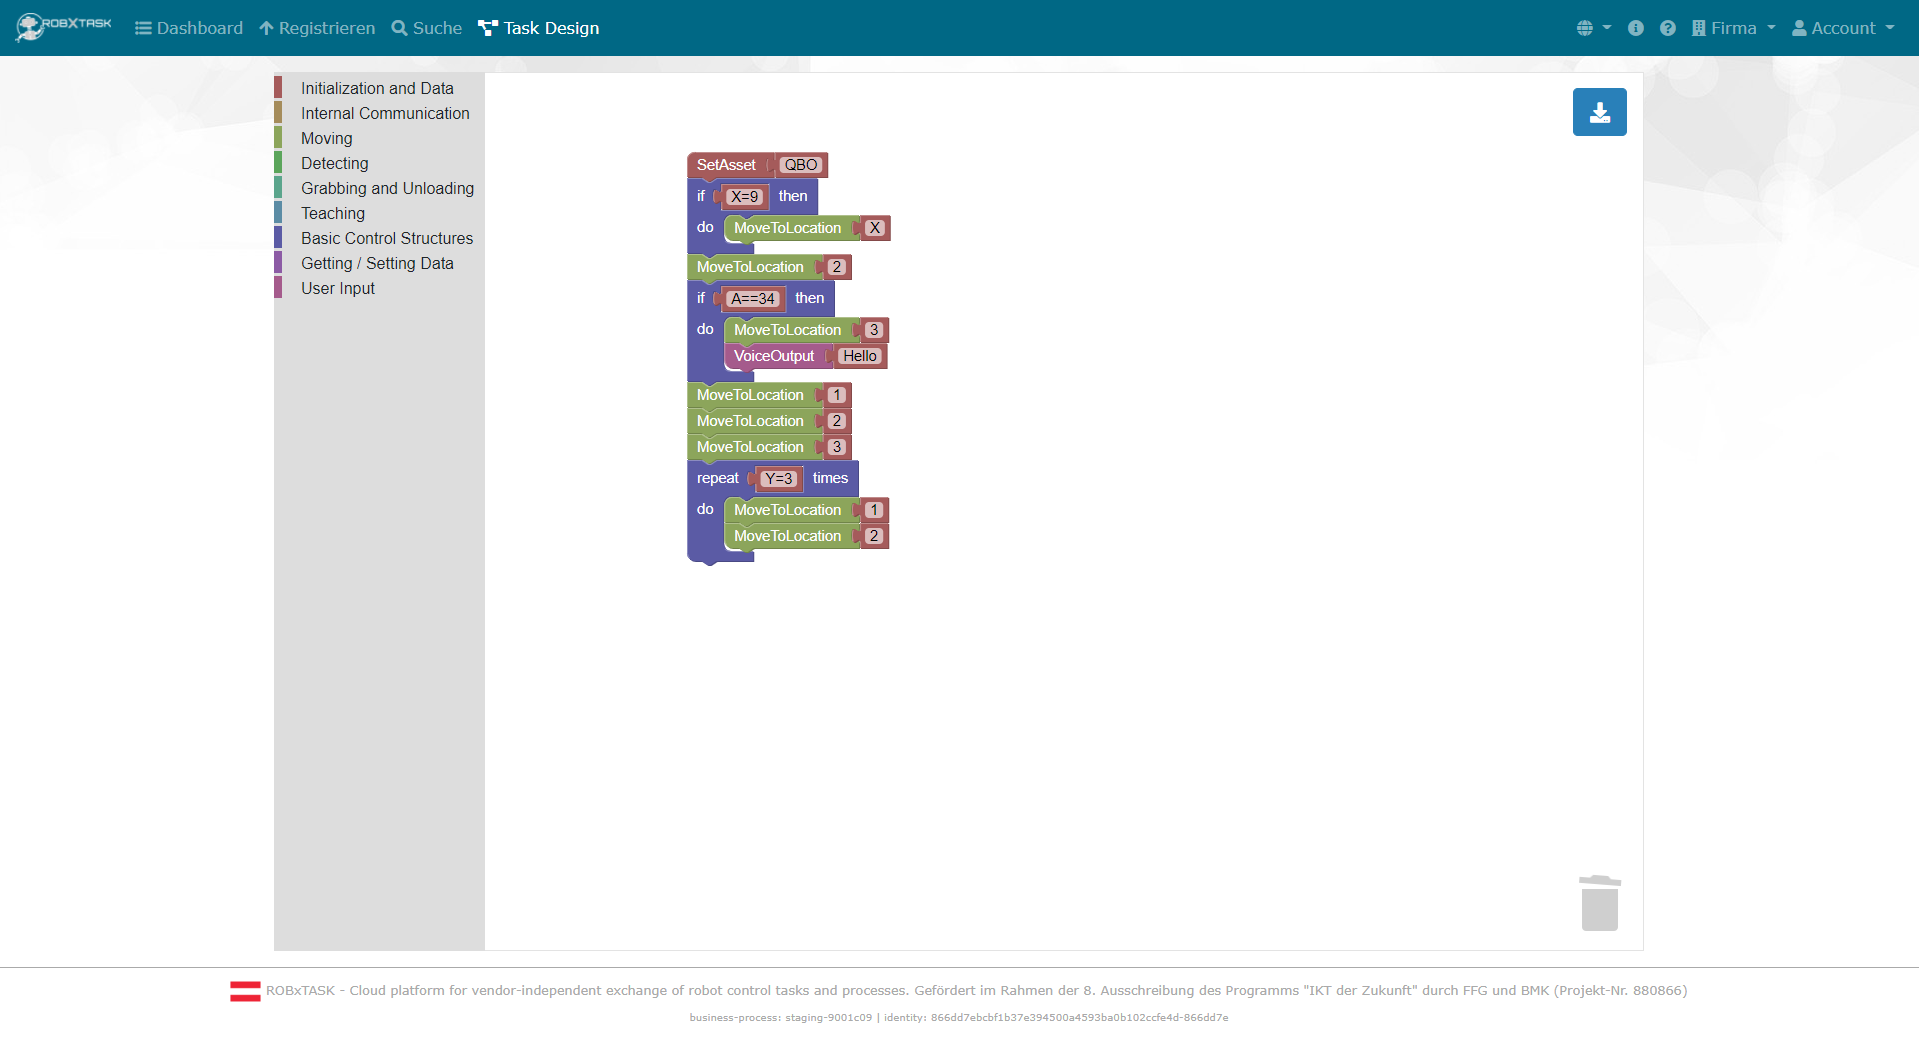 ROBXTASK Dashboard Registrieren Suche Task Design Firma Account
Initialization and Data
Internal Communication
Moving
Detecting
Grabbing and Unloading
Teaching
Basic Control Structures
Getting / Setting Data
User Input
SetAsset QBO
if X=9 then
do MoveToLocation X
MoveToLocation 2
if A==34 then
do MoveToLocation 3
VoiceOutput Hello
MoveToLocation 1
MoveToLocation 2
MoveToLocation 3
repeat Y=3 times
do MoveToLocation 1
MoveToLocation 2
ROBxTASK - Cloud platform for vendor-independent exchange of robot control tasks and processes. Gefördert im Rahmen der 8. Ausschreibung des Programms "IKT der Zukunft" durch FFG und BMK (Projekt-Nr. 880866)
business-process: staging-9001c09 | identity: 866dd7ebcbf1b37e394500a4593ba0b102ccfe4d-866dd7e